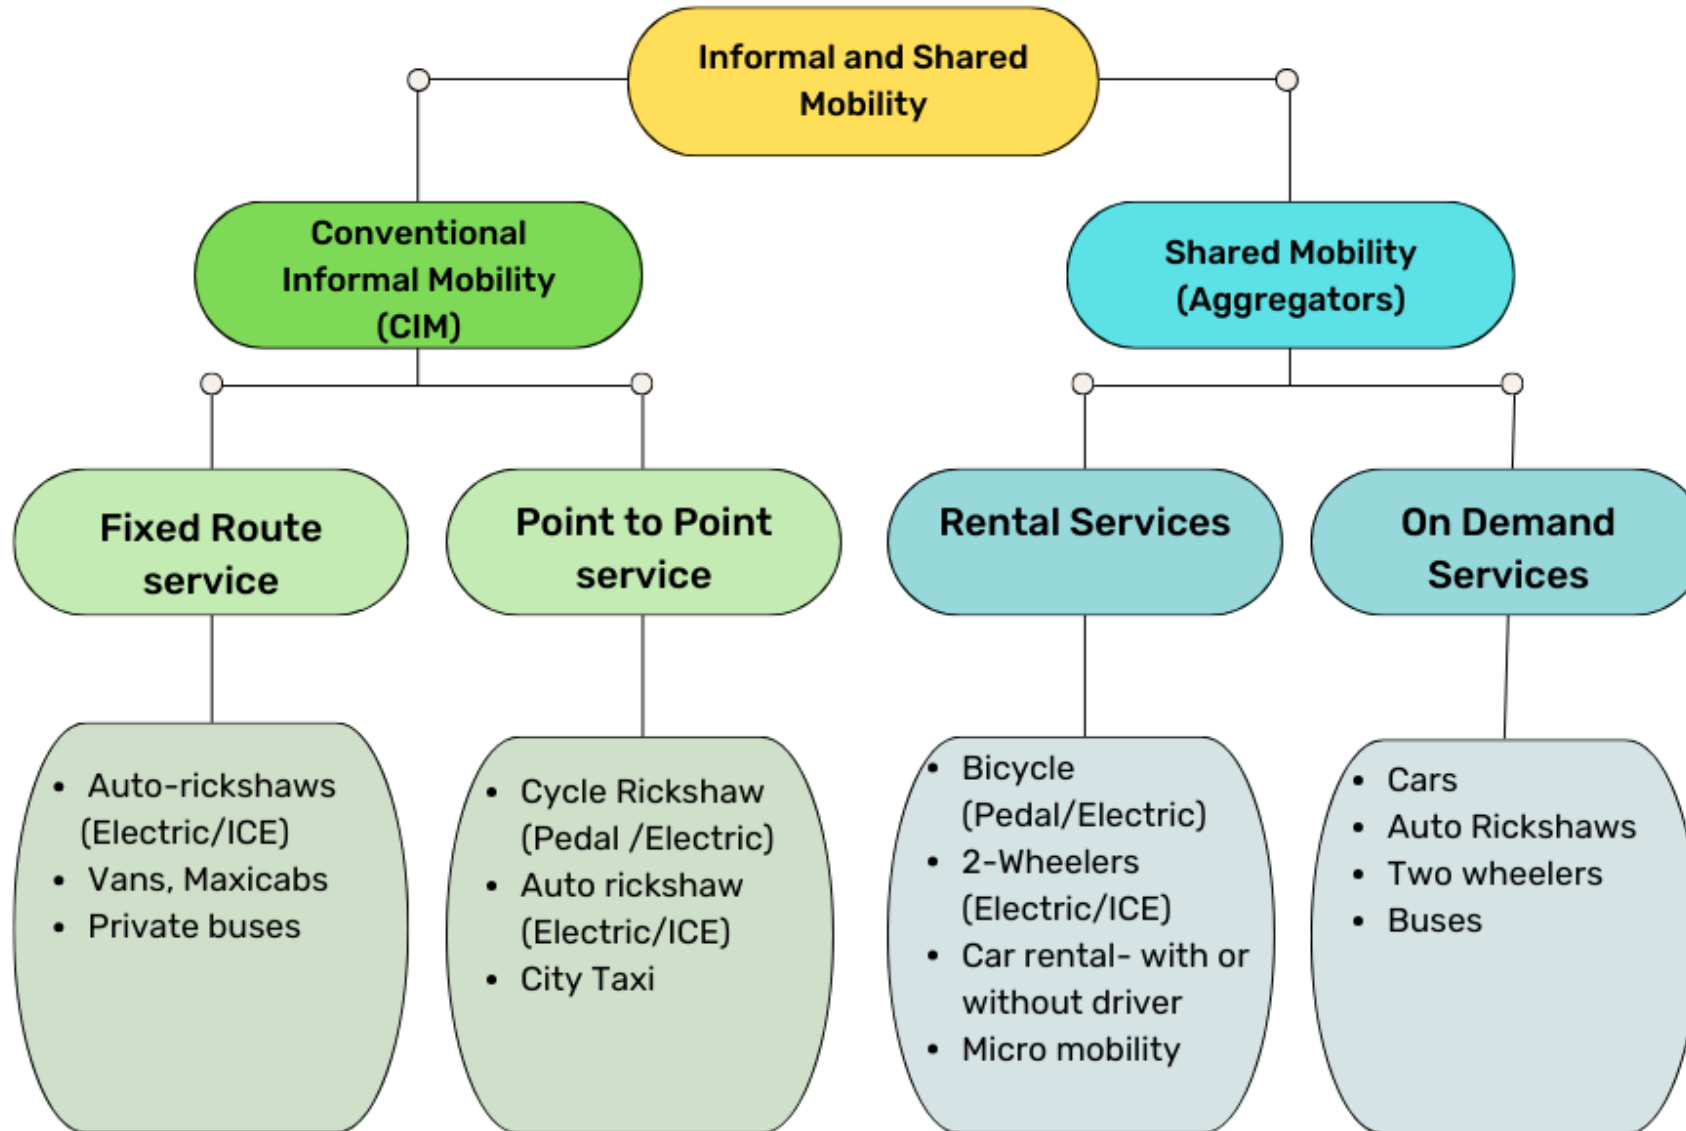 Informal and Shared
Mobility
Conventional
Informal Mobility
(CIM)
Shared Mobility
(Aggregators)
Fixed Route
service
Point to Point
service
Rental Services
On Demand
Services
• Auto-rickshaws
(Electric/ICE)
• Vans, Maxicabs
• Private buses
• Cycle Rickshaw
(Pedal /Electric)
• Auto rickshaw
(Electric/ICE)
• City Taxi
• Bicycle
(Pedal/Electric)
• 2-Wheelers
(Electric/ICE)
• Car rental- with or
without driver
• Micro mobility
• Cars
• Auto Rickshaws
• Two wheelers
• Buses